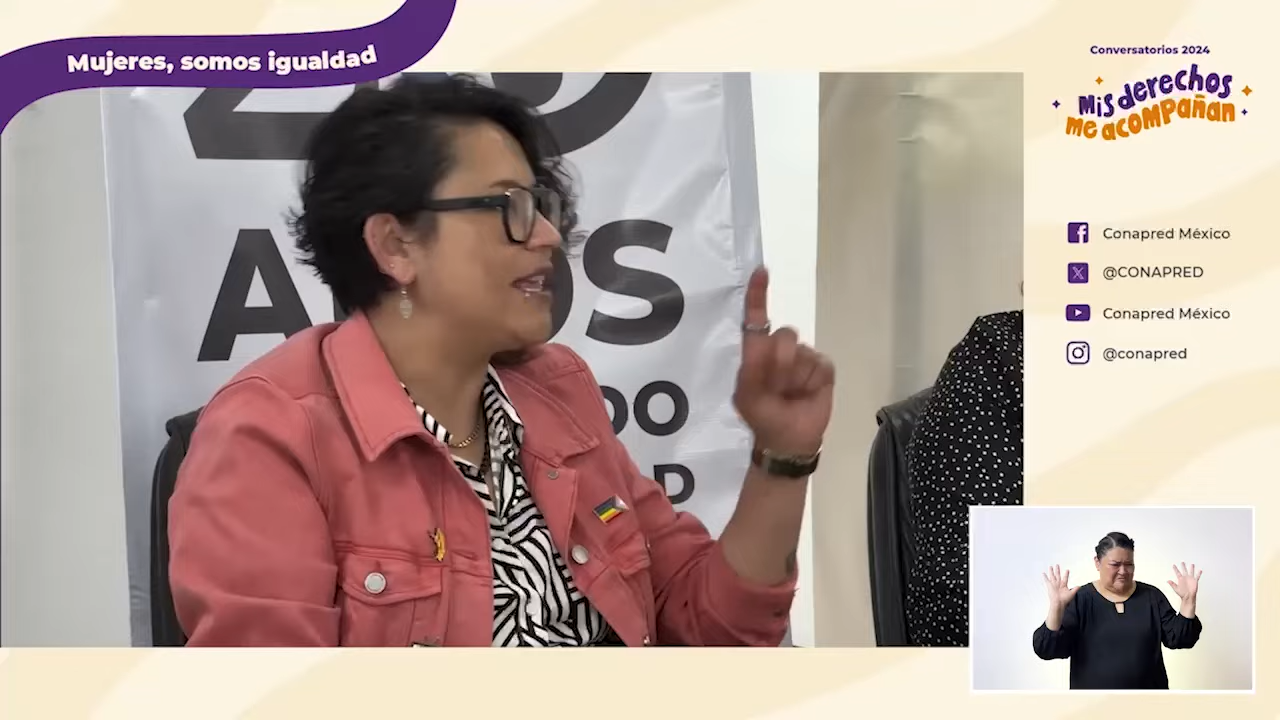 Mujeres, somos igualdad
Conversatorios 2024
Mis derechos
me acompañan
Conapred México
@CONAPRED
Conapred México
@conapred